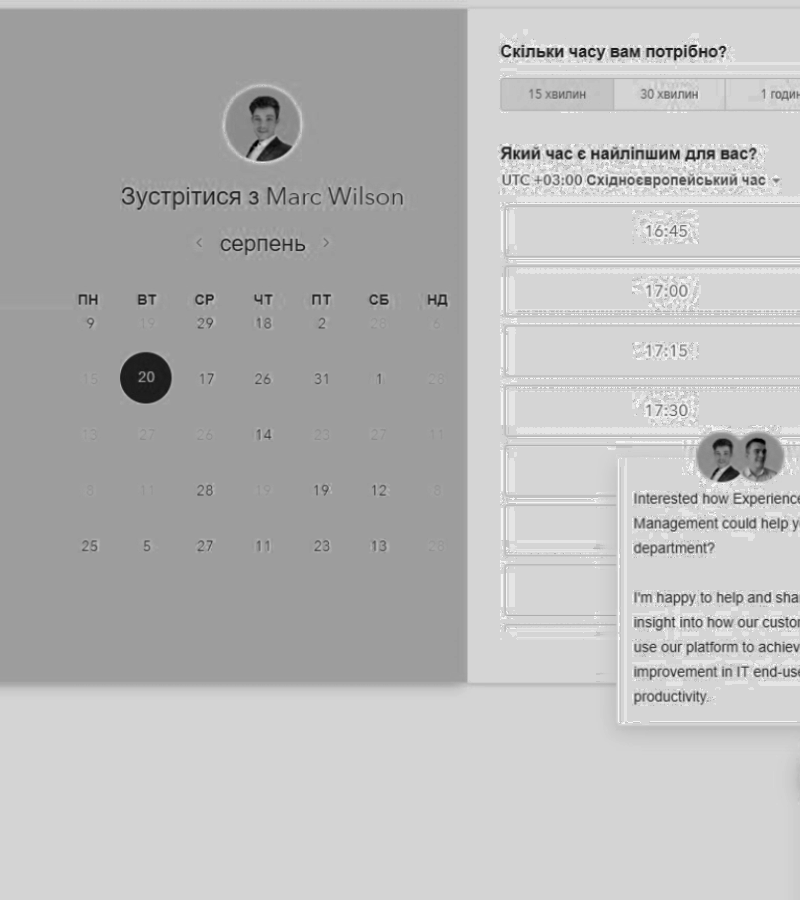 Зустрітися з Marc Wilson
серпень
ПН ВТ СР ЧТ ПТ СБ НД
9 19 29 18 2 28 6
15 20 17 26 31 1 28
13 27 26 14 23 27 11
8 11 28 19 19 12 8
25 5 27 11 23 13 23
Скільки часу вам потрібно?
15 хвилин 30 хвилин 1 годин
Який час є найліпшим для вас?
UTC +03:00 Східноєвропейський час
16:45
17:00
17:15
17:30
Interested how Experience
Management could help y
department?
I'm happy to help and sha
insight into how our custo
use our platform to achiev
improvement in IT end-use
productivity.